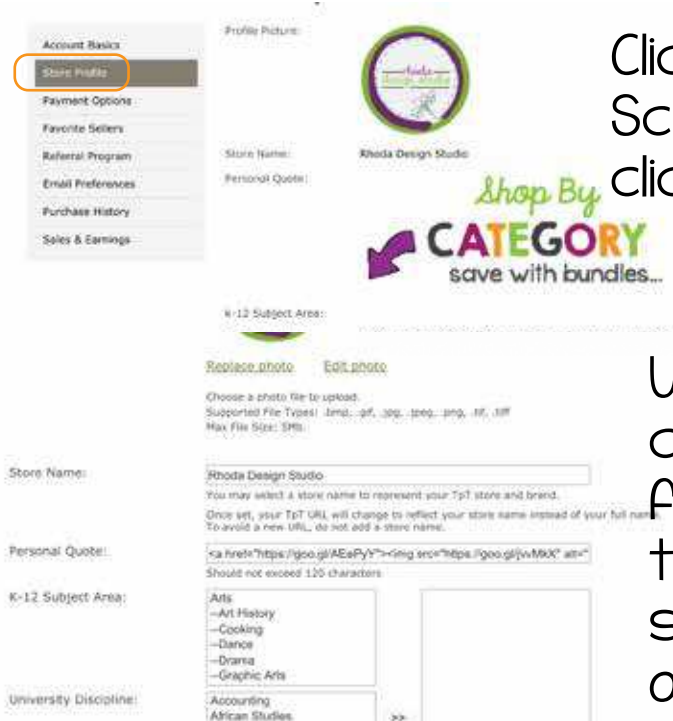 Account Basics
Store Profile
Payment Options
Favorite Sellers
Referral Program
Email Preferences
Purchase History
Sales & Earnings
Profile Picture:
Rhoda
design studio
Store Name:
Rhoda Design Studio
Personal Quote:
Shop By
CATEGORY
save with bundles...
K-12 Subject Area:
Clic
Sc
clic
Replace photo Edit photo
Choose a photo file to upload.
Supported File Types: .bmp, .gif, .jpg, .jpeg, .png, .tif, .tiff
Max File Size: 5Mb.
Store Name:
Rhoda Design Studio
You may select a store name to represent your TpT store and brand.
Once set, your TpT URL will change to reflect your store name instead of your full name.
To avoid a new URL, do not add a store name.
Personal Quote:
<a href="https://goo.gl/AEaPyY"><img src="https://goo.gl/jvvMkX" alt="
Should not exceed 120 characters
K-12 Subject Area:
Arts
--Art History
--Cooking
--Dance
--Drama
--Graphic Arts
University Discipline:
Accounting
African Studies
>>
t
s